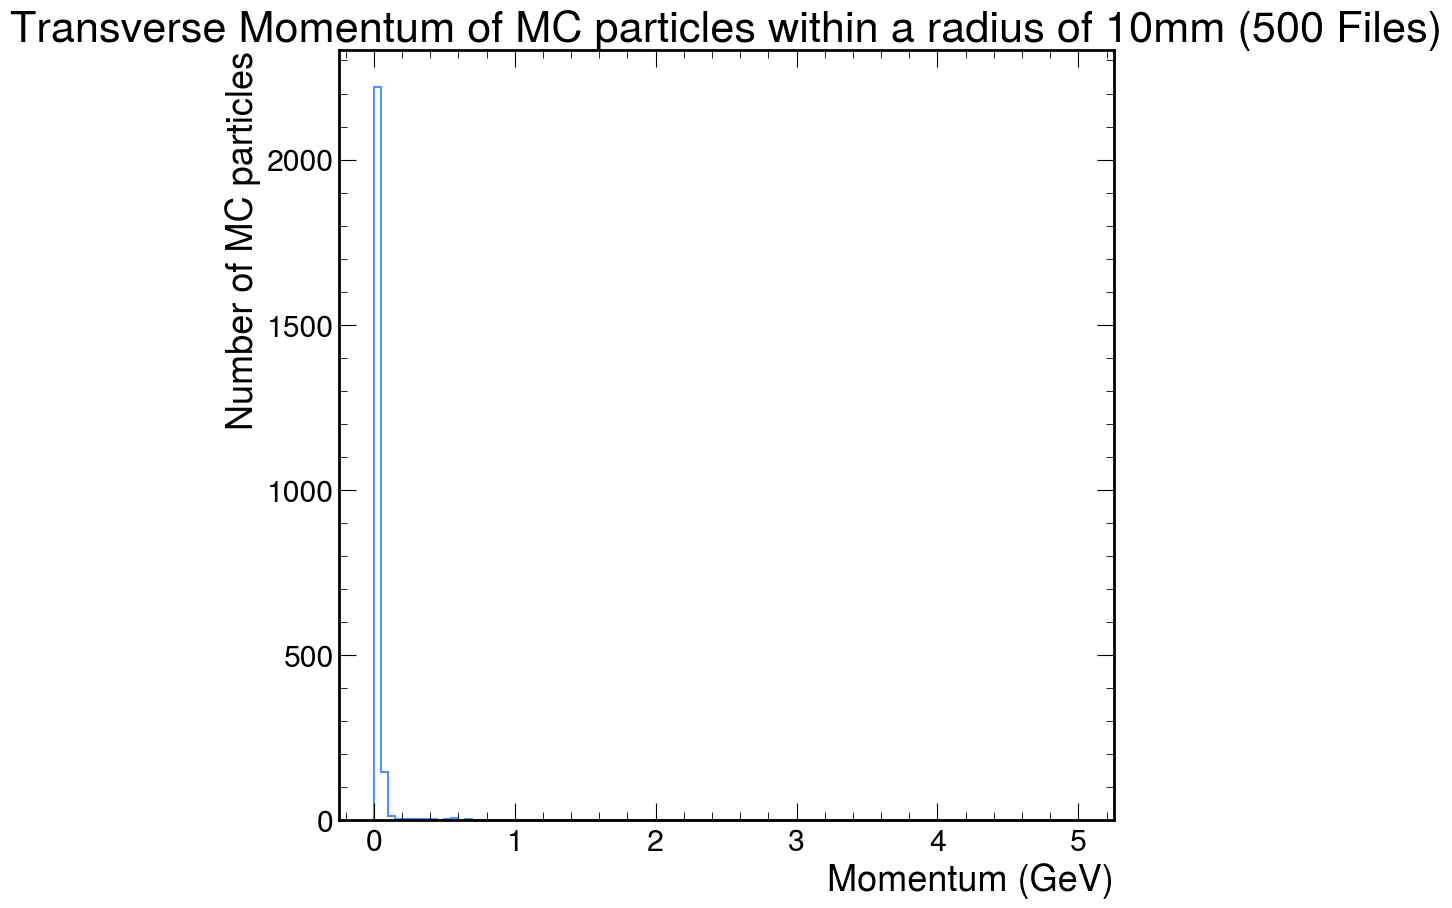 Transverse Momentum of MC particles within a radius of 10mm (500 Files)
Number of MC particles
2000
1500
1000
500
0
0 1 2 3 4 5
Momentum (GeV)